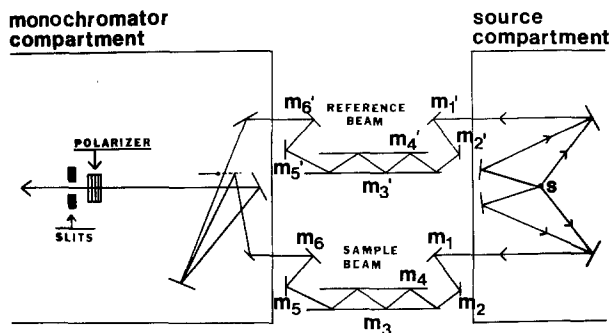 monochromator
compartment
source
compartment
m6'
REFERENCE
BEAM
m1'
m2'
m5'
m4'
m3'
POLARIZER
SLITS
S
m6
SAMPLE
BEAM
m1
m4
m5
m2
m3